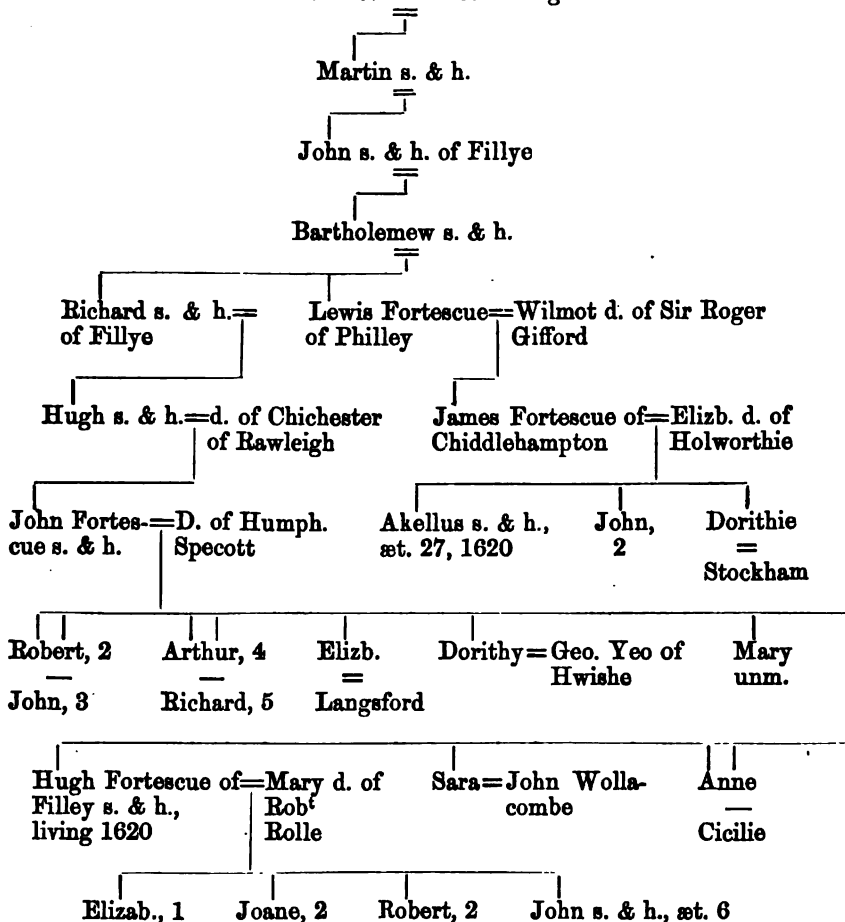 Martin s. & h.
=
John s. & h. of Fillye
=
Bartholemew s. & h.
=
Richard s. & h.=
of Fillye
Lewis Fortescue=Wilmot d. of Sir Roger
of Philley Gifford
Hugh s. & h.=d. of Chichester
of Rawleigh
James Fortescue of=Elizb. d. of
Chiddlehampton Holworthie
John Fortes-=D. of Humph.
cue s. & h. Specott
Akellus s. & h.,
æt. 27, 1620
John,
2
Dorithie
=
Stockham
Robert, 2
—
John, 3
Arthur, 4
—
Richard, 5
Elizb.
=
Langsford
Dorithy=Geo. Yeo of
Hwishe
Mary
unm.
Hugh Fortescue of=Mary d. of
Filley s. & h., Robt
living 1620 Rolle
Sara=John Wolla-
combe
Anne
—
Cicilie
Elizab., 1
Joane, 2
Robert, 2
John s. & h., æt. 6